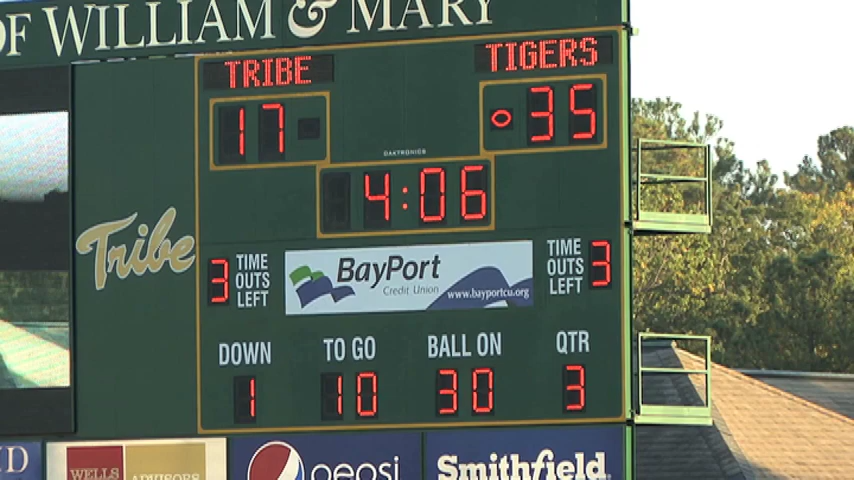 OF WILLIAM & MARY
TRIBE
TIGERS
17
35
DAKTRONICS
4:06
Tribe
3 TIME OUTS LEFT
BayPort
Credit Union
www.bayportcu.org
TIME OUTS LEFT 3
DOWN TO GO BALL ON QTR
1 10 30 3
D
WELLS
ADVISORS
pepsi
Smithfield